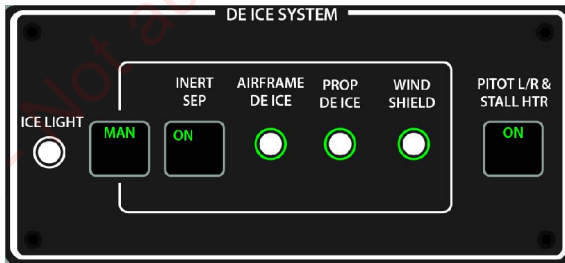 DE ICE SYSTEM
INERT
SEP
AIRFRAME
DE ICE
PROP
DE ICE
WIND
SHIELD
PITOT L/R &
STALL HTR
ICE LIGHT
MAN
ON
ON